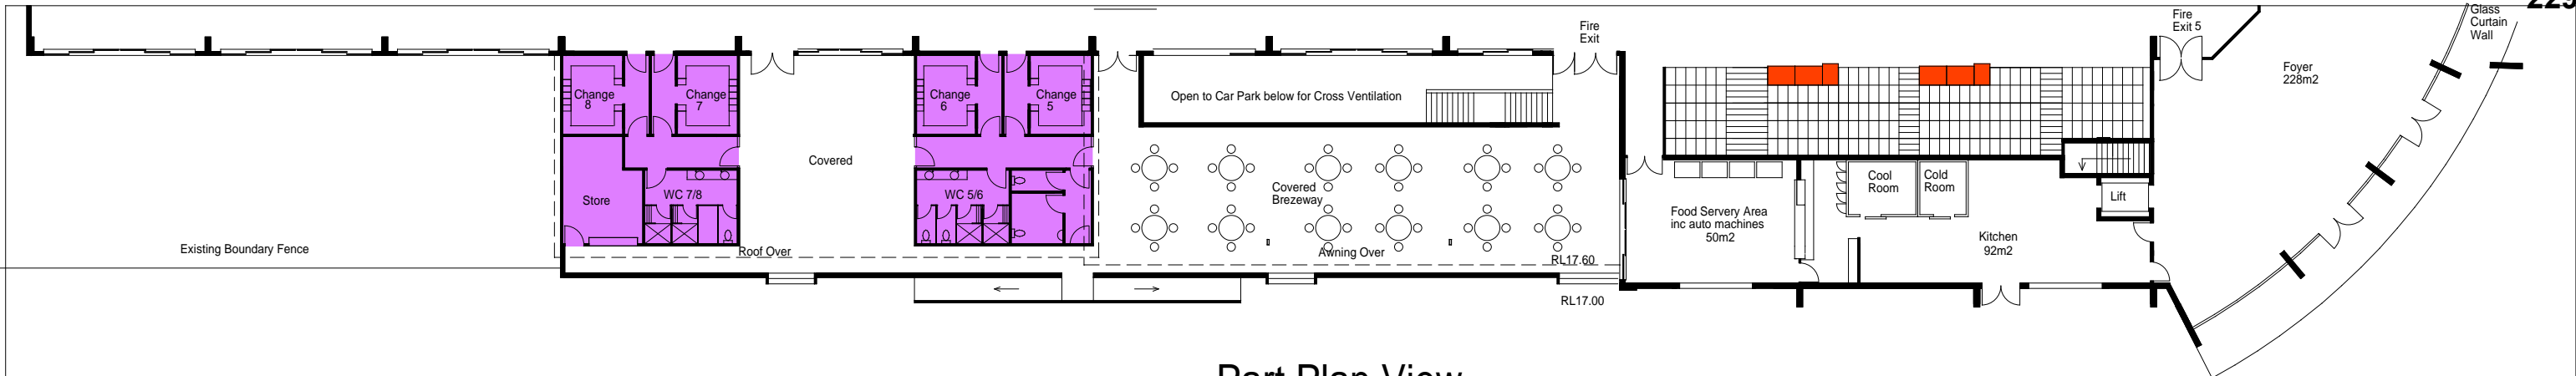 Fire
Exit
Fire
Exit 5
Glass
Curtain
Wall
Foyer
228m2
Change
8
Change
7
Change
6
Change
5
Open to Car Park below for Cross Ventilation
Covered
Store
WC 7/8
WC 5/6
Covered
Brezeway
Cool
Room
Cold
Room
Lift
Food Servery Area
inc auto machines
50m2
Kitchen
92m2
Existing Boundary Fence
Roof Over
Awning Over
RL17.60
RL17.00
Part Plan View